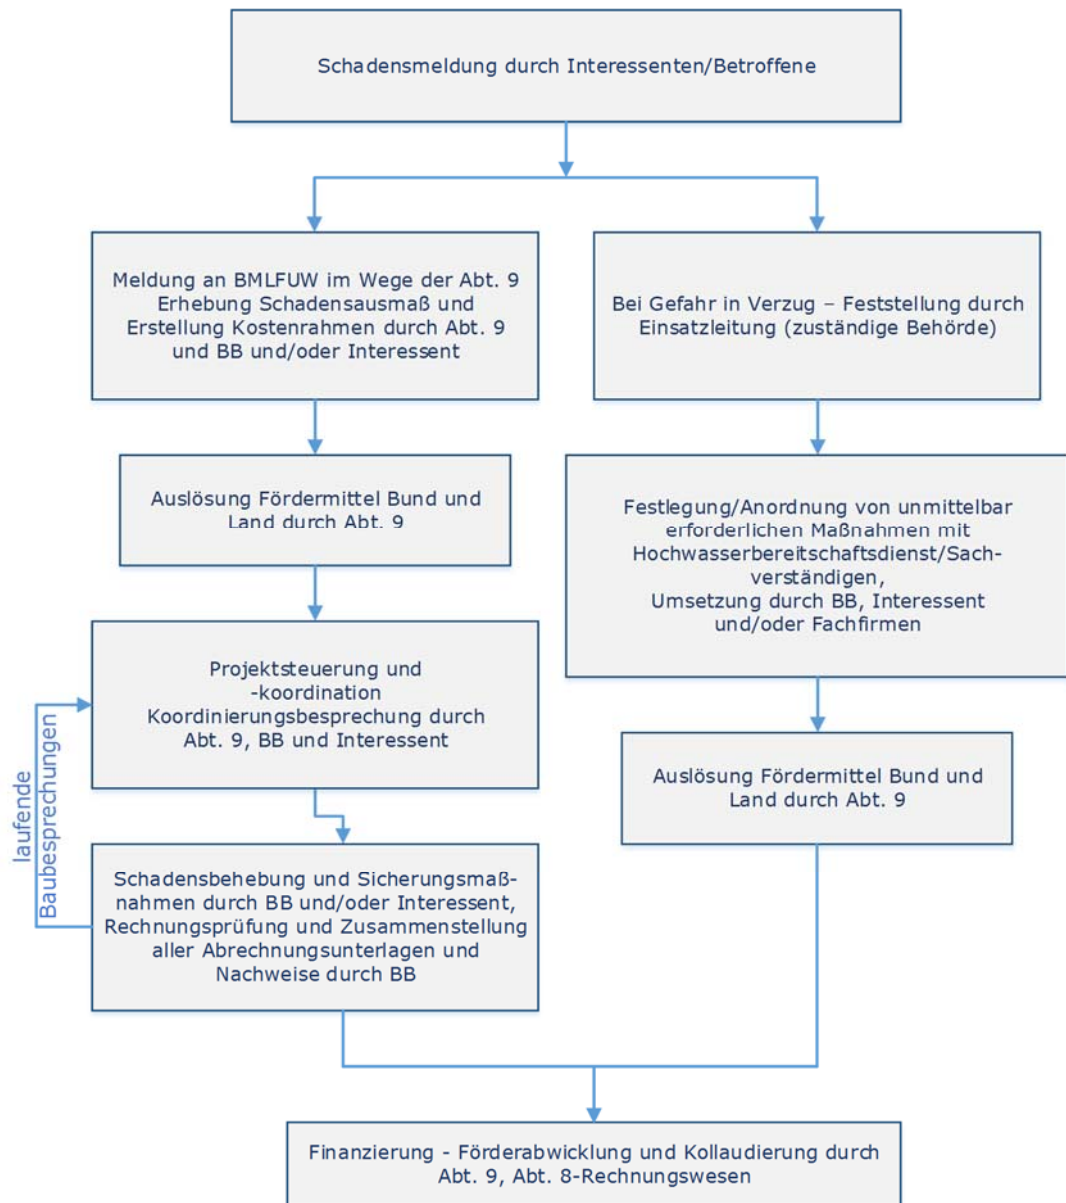 Schadensmeldung durch Interessenten/Betroffene
Meldung an BMLFUW im Wege der Abt. 9
Erhebung Schadensausmaß und
Erstellung Kostenrahmen durch Abt. 9
und BB und/oder Interessent
Bei Gefahr in Verzug – Feststellung durch
Einsatzleitung (zuständige Behörde)
Auslösung Fördermittel Bund und
Land durch Abt. 9
Festlegung/Anordnung von unmittelbar
erforderlichen Maßnahmen mit
Hochwasserbereitschaftsdienst/Sach-
verständigen,
Umsetzung durch BB, Interessent
und/oder Fachfirmen
Projektsteuerung und
-koordination
Koordinierungsbesprechung durch
Abt. 9, BB und Interessent
Auslösung Fördermittel Bund und
Land durch Abt. 9
laufende
Baubesprechungen
Schadensbehebung und Sicherungsmaß-
nahmen durch BB und/oder Interessent,
Rechnungsprüfung und Zusammenstellung
aller Abrechnungsunterlagen und
Nachweise durch BB
Finanzierung - Förderabwicklung und Kollaudierung durch
Abt. 9, Abt. 8-Rechnungswesen